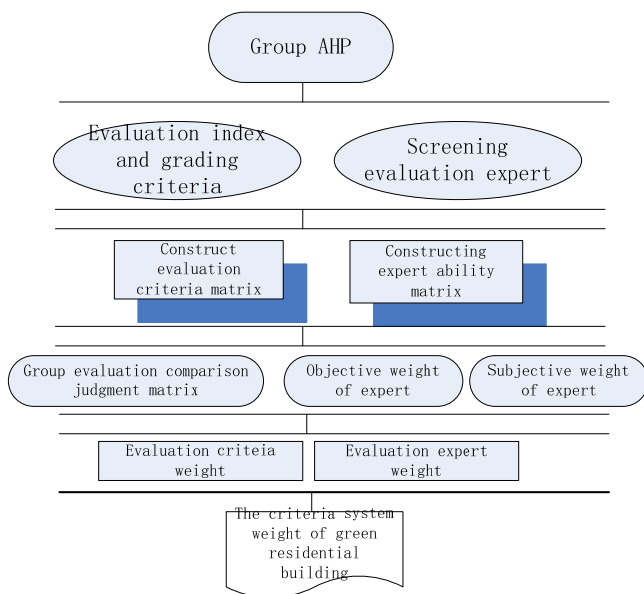 Group AHP
Evaluation index
and grading
criteria
Screening
evaluation expert
Construct
evaluation
criteria matrix
Constructing
expert ability
matrix
Group evaluation comparison
judgment matrix
Objective weight
of expert
Subjective weight
of expert
Evaluation criteia
weight
Evaluation expert
weight
The criteria system
weight of green
residential
building